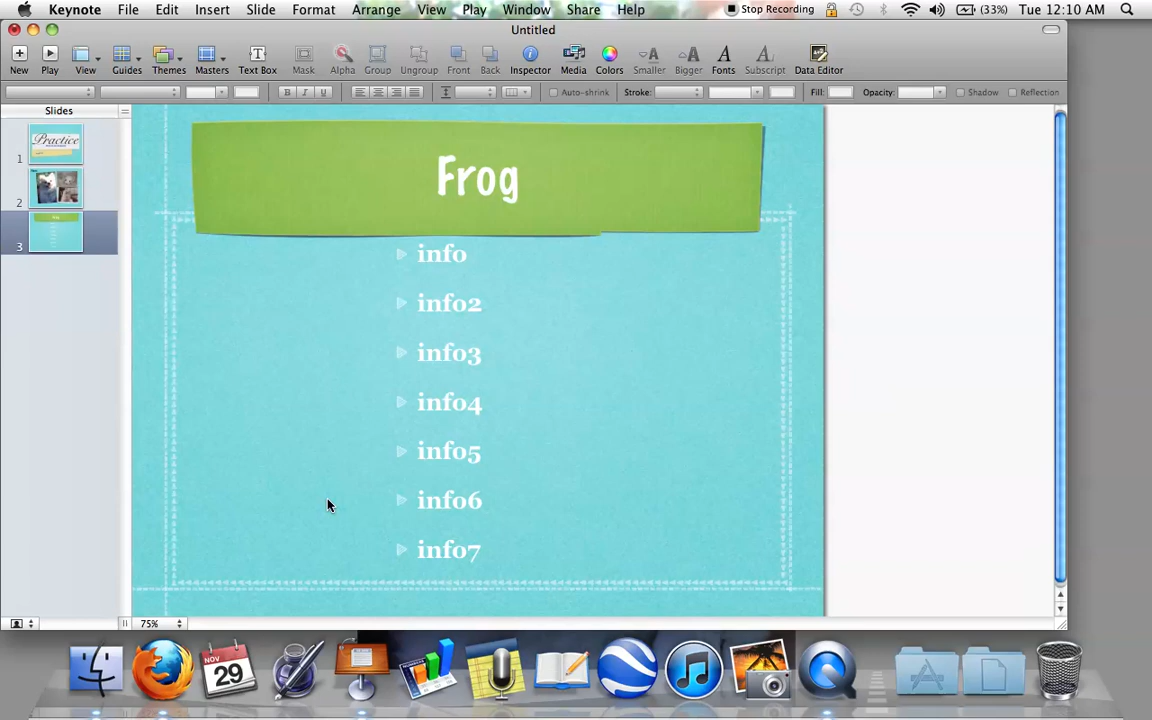 Keynote File Edit Insert Slide Format Arrange View Play Window Share Help Stop Recording (33%) Tue 12:10 AM
Untitled
New Play View Guides Themes Masters Text Box Mask Alpha Group Ungroup Front Back Inspector Media Colors Smaller Bigger Fonts Subscript Data Editor
B I U Auto-shrink Stroke: Fill: Opacity: Shadow Reflection
Slides
Practice
1
2
3
Frog
info
info2
info3
info4
info5
info6
info7
75%
NOV
29